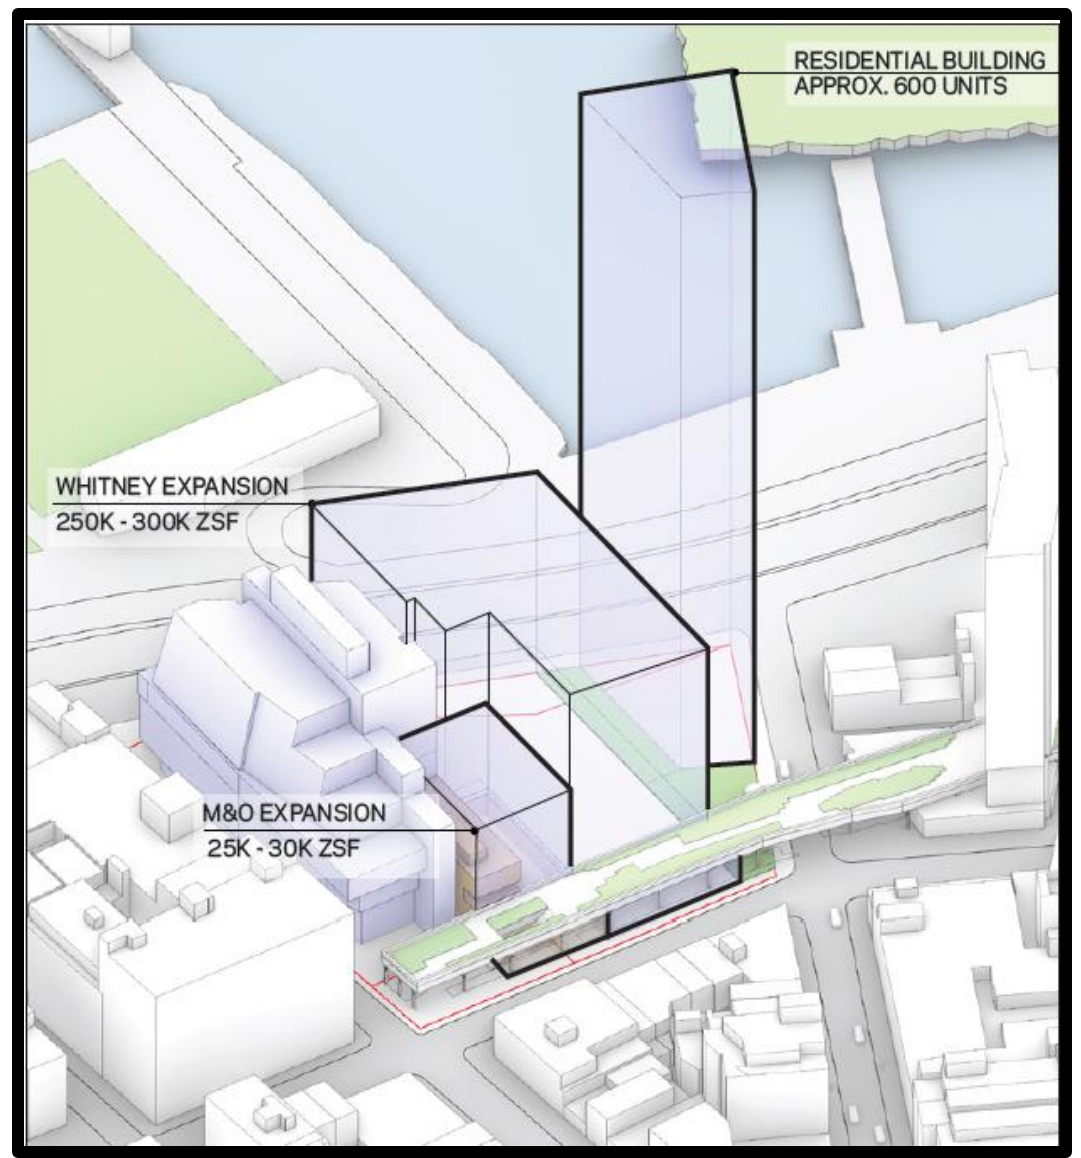 RESIDENTIAL BUILDING
APPROX. 600 UNITS
WHITNEY EXPANSION
250K - 300K ZSF
M&O EXPANSION
25K - 30K ZSF